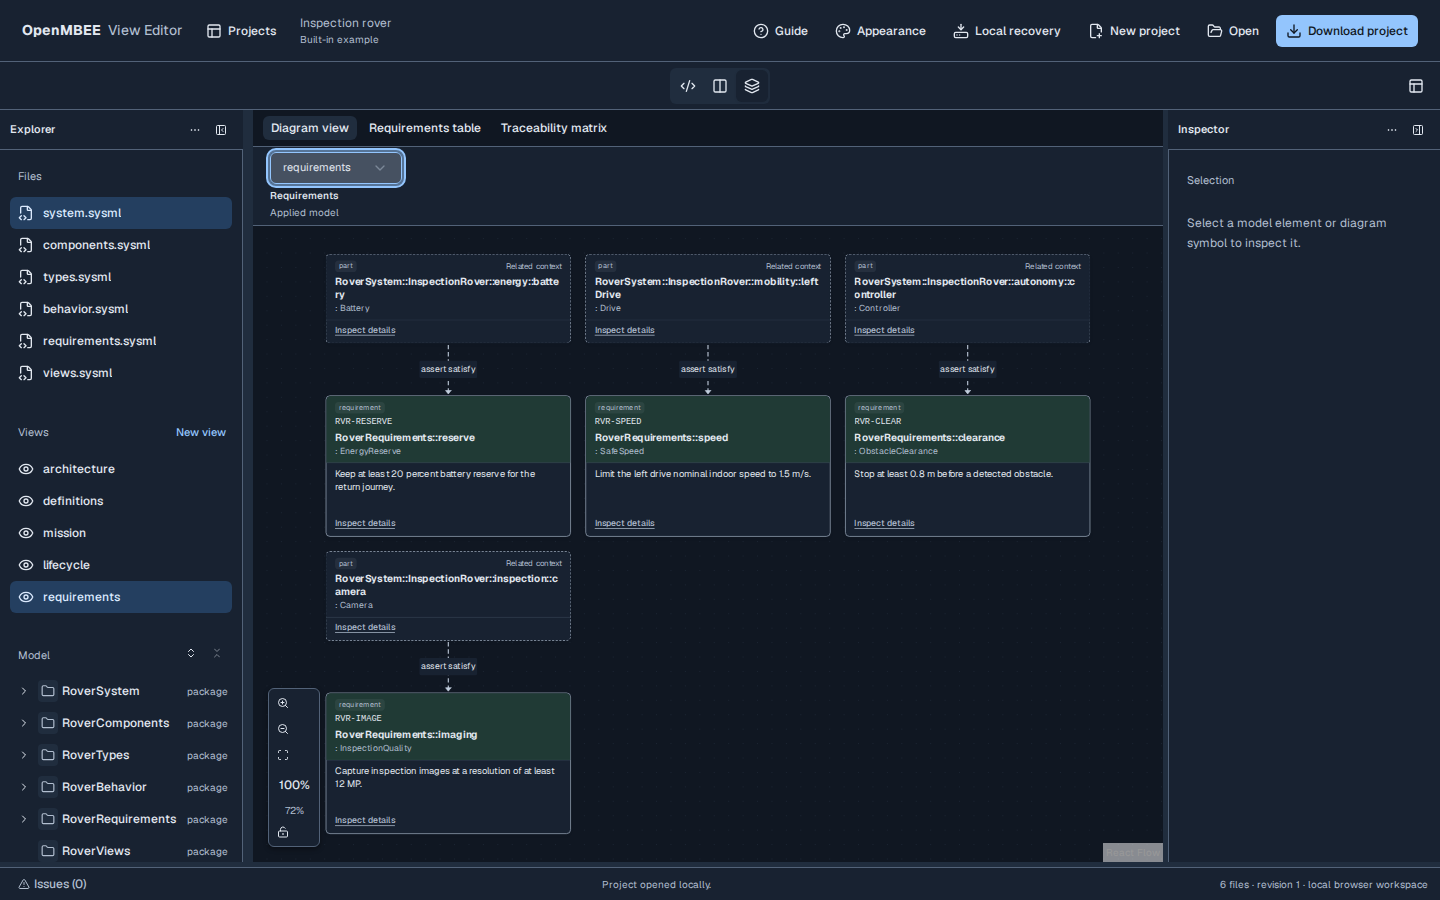 OpenMBEE View Editor
Projects
Inspection rover
Built-in example
Guide
Appearance
Local recovery
New project
Open
Download project
Explorer
Files
system.sysml
components.sysml
types.sysml
behavior.sysml
requirements.sysml
views.sysml
Views
New view
architecture
definitions
mission
lifecycle
requirements
Model
RoverSystem package
RoverComponents package
RoverTypes package
RoverBehavior package
RoverRequirements package
RoverViews package
Diagram view
Requirements table
Traceability matrix
requirements
Requirements
Applied model
part
Related context
RoverSystem::InspectionRover::energy::batte
ry
: Battery
Inspect details
part
Related context
RoverSystem::InspectionRover::mobility::left
Drive
: Drive
Inspect details
part
Related context
RoverSystem::InspectionRover::autonomy::c
ontroller
: Controller
Inspect details
assert satisfy
assert satisfy
assert satisfy
requirement
RVR-RESERVE
RoverRequirements::reserve
: EnergyReserve
Keep at least 20 percent battery reserve for the
return journey.
Inspect details
requirement
RVR-SPEED
RoverRequirements::speed
: SafeSpeed
Limit the left drive nominal indoor speed to 1.5 m/s.
Inspect details
requirement
RVR-CLEAR
RoverRequirements::clearance
: ObstacleClearance
Stop at least 0.8 m before a detected obstacle.
Inspect details
part
Related context
RoverSystem::InspectionRover::inspection::c
amera
: Camera
Inspect details
assert satisfy
requirement
RVR-IMAGE
RoverRequirements::imaging
: InspectionQuality
Capture inspection images at a resolution of at least
12 MP.
Inspect details
100%
72%
React Flow
Inspector
Selection
Select a model element or diagram
symbol to inspect it.
Issues (0)
Project opened locally.
6 files · revision 1 · local browser workspace